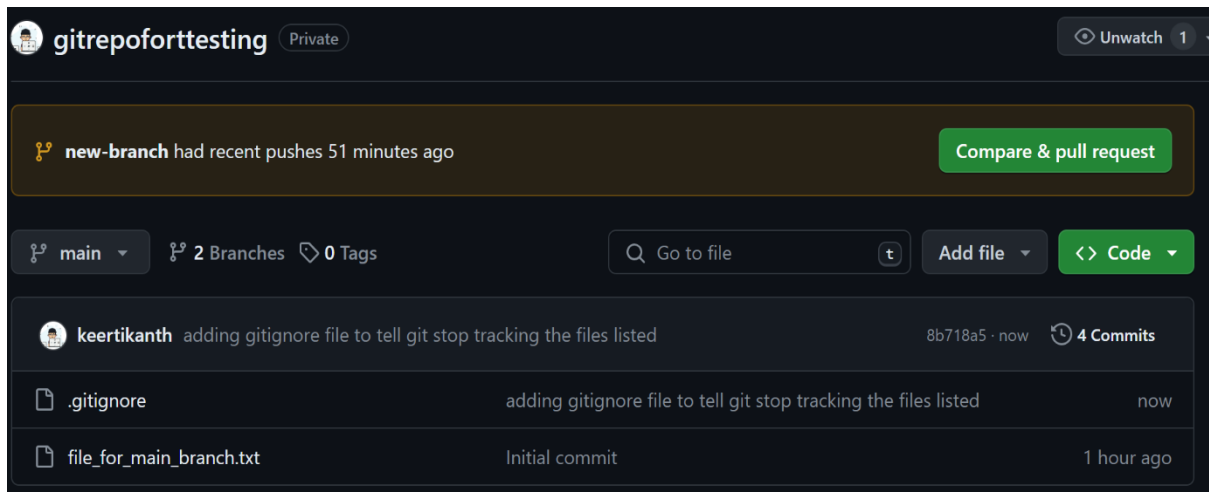 gitrepoforttesting Private Unwatch 1
new-branch had recent pushes 51 minutes ago Compare & pull request
main 2 Branches 0 Tags Go to file t Add file <> Code
keertikanth adding gitignore file to tell git stop tracking the files listed 8b718a5 · now 4 Commits
.gitignore adding gitignore file to tell git stop tracking the files listed now
file_for_main_branch.txt Initial commit 1 hour ago